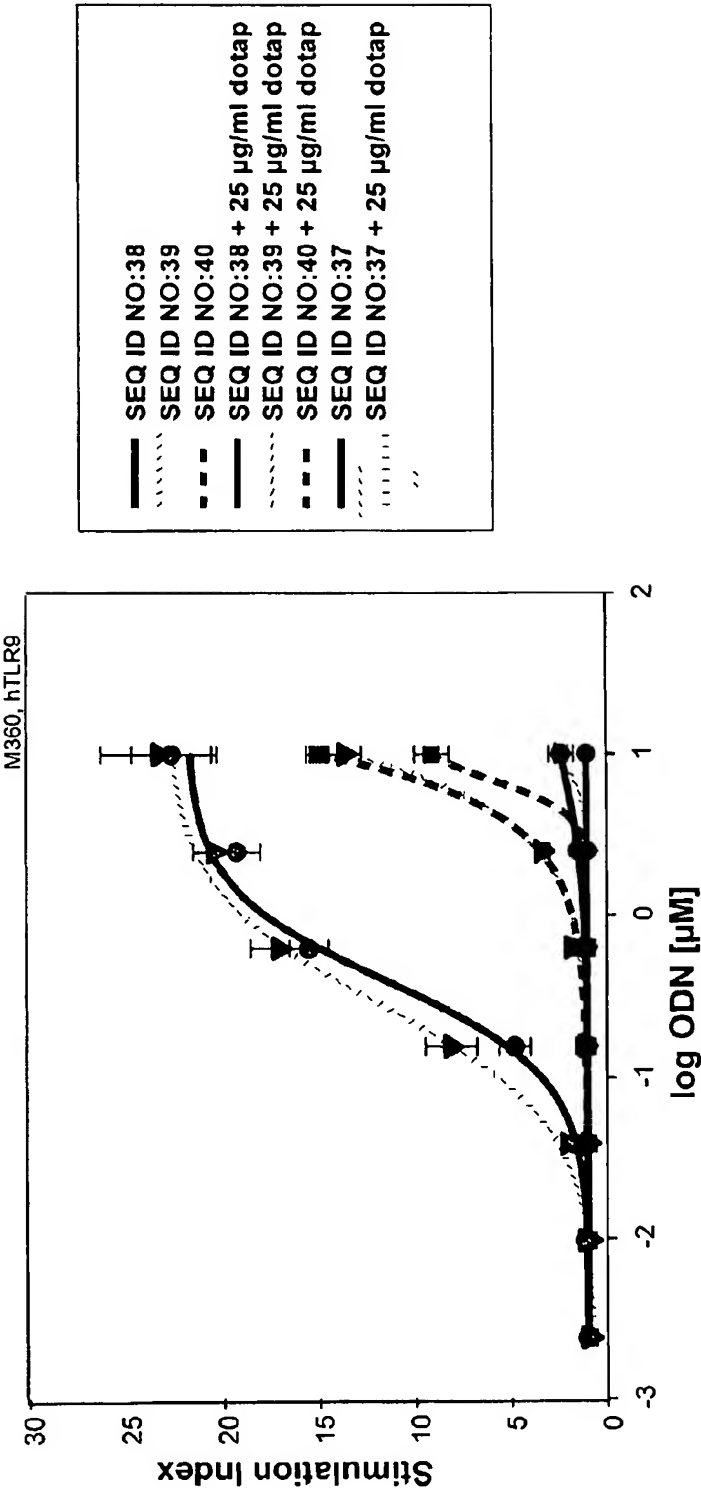 M360, hTLR9
Stimulation Index
30
25
20
15
10
5
0
-3
-2
-1
0
1
2
log ODN [µM]
SEQ ID NO:38
SEQ ID NO:39
SEQ ID NO:40
SEQ ID NO:38 + 25 µg/ml dotap
SEQ ID NO:39 + 25 µg/ml dotap
SEQ ID NO:40 + 25 µg/ml dotap
SEQ ID NO:37
SEQ ID NO:37 + 25 µg/ml dotap